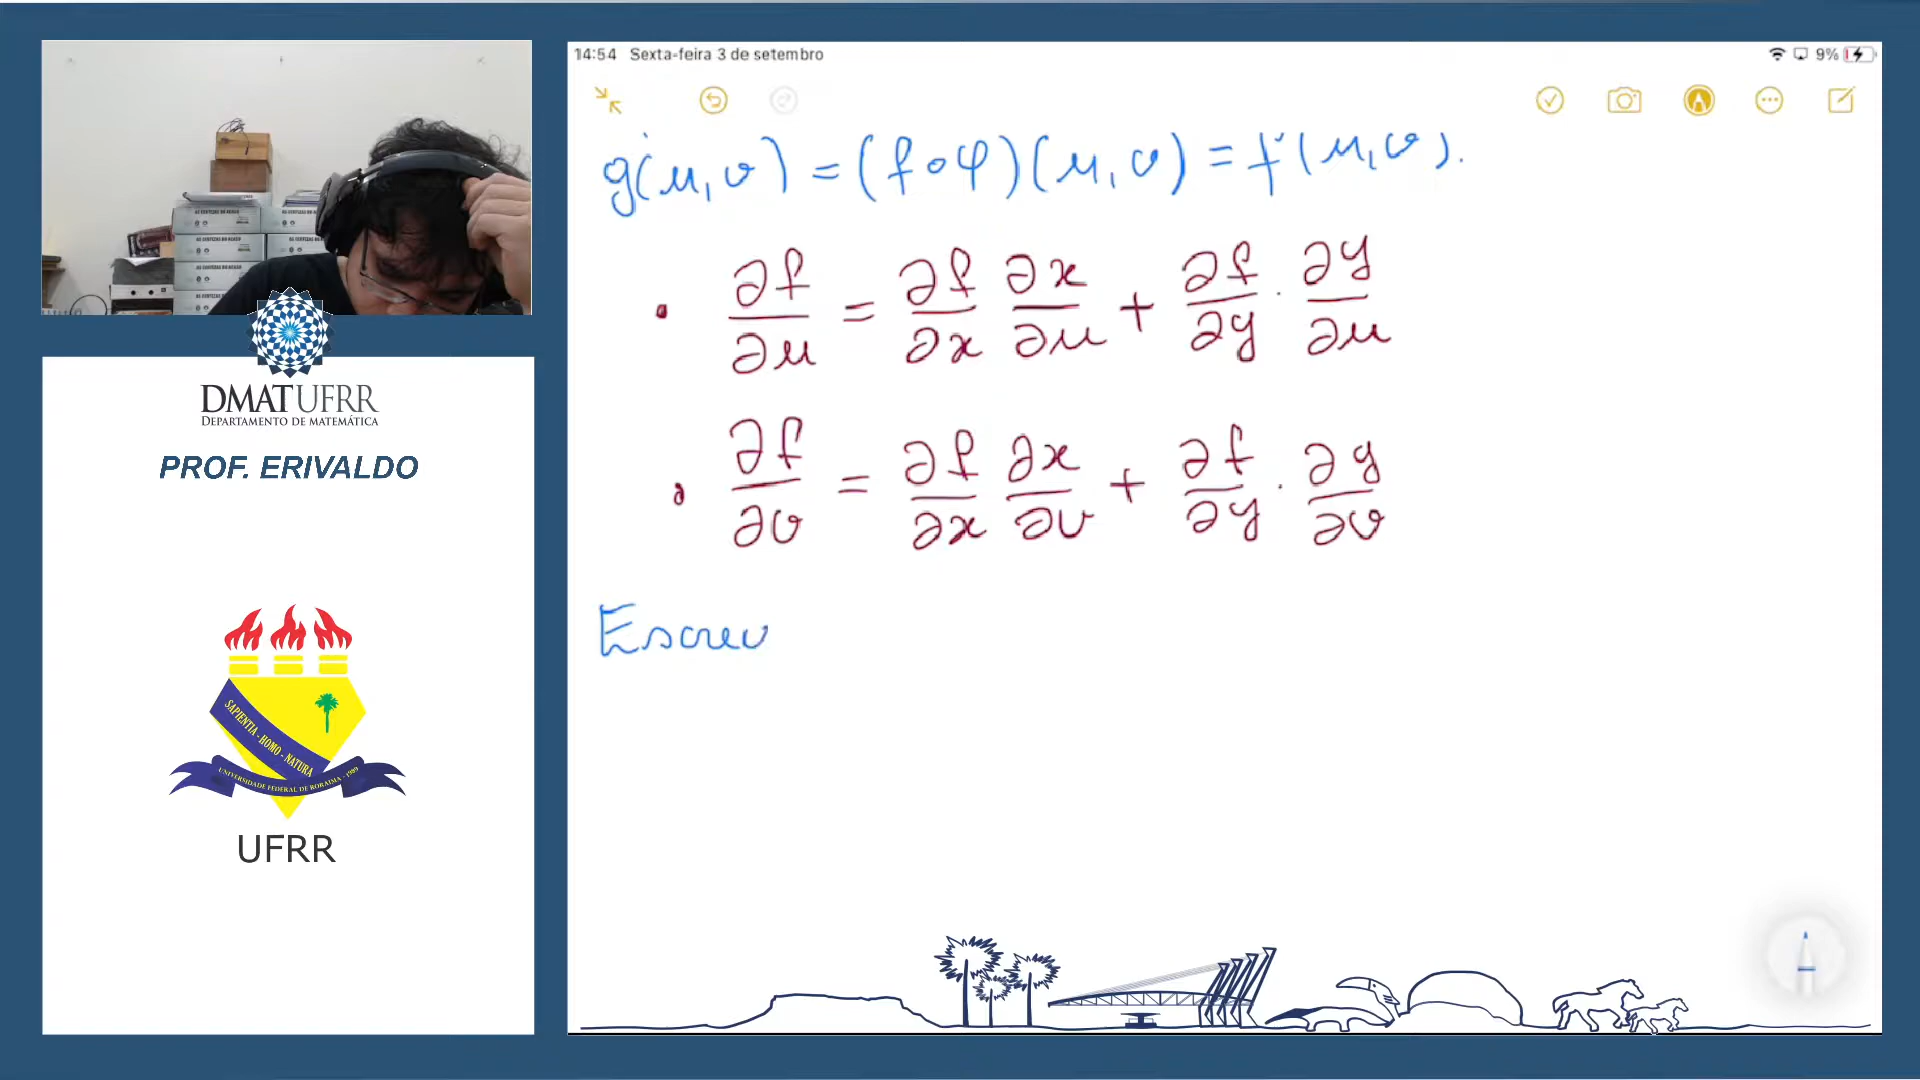 14:54 Sexta-feira 3 de setembro
9%
g(u,v) = (f∘φ)(u,v) = f(u,v).
• ∂f/∂u = ∂f/∂x ∂x/∂u + ∂f/∂y · ∂y/∂u
• ∂f/∂v = ∂f/∂x ∂x/∂v + ∂f/∂y · ∂y/∂v
Escrev
DMATUFRR
DEPARTAMENTO DE MATEMÁTICA
PROF. ERIVALDO
SAPIENTIA - HOMO - NATURA
UNIVERSIDADE FEDERAL DE RORAIMA - 1989
UFRR